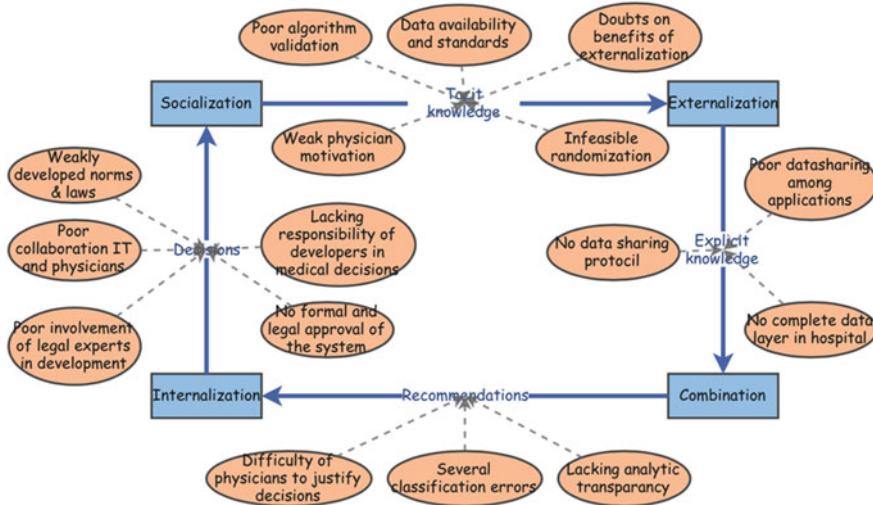 Poor algorithm
validation
Data availability
and standards
Doubts on
benefits of
externalization
Socialization
Tacit
knowledge
Externalization
Weak physician
motivation
Infeasible
randomization
Weakly
developed norms
& laws
Poor
collaboration IT
and physicians
Decisions
Lacking
responsibility of
developers in
medical decisions
Poor involvement
of legal experts
in development
No formal and
legal approval of
the system
Poor datasharing
among
applications
No data sharing
protocil
Explicit
knowledge
No complete data
layer in hospital
Internalization
Recommendations
Combination
Difficulty of
physicians to justify
decisions
Several
classification errors
Lacking analytic
transparancy